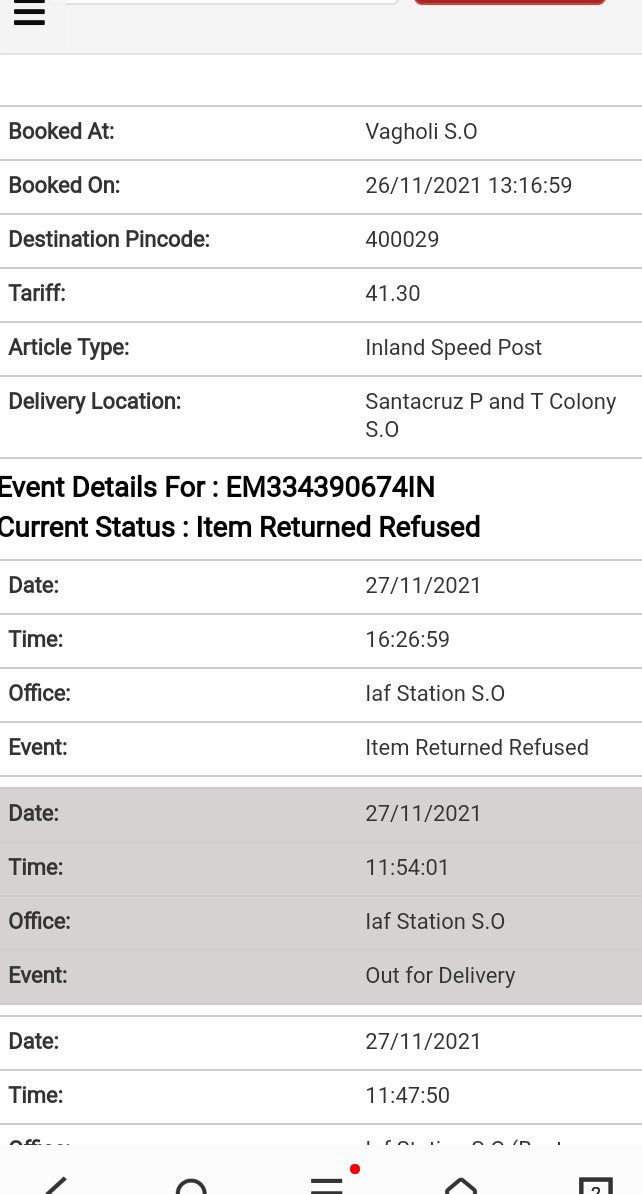 Booked At: Vagholi S.O
Booked On: 26/11/2021 13:16:59
Destination Pincode: 400029
Tariff: 41.30
Article Type: Inland Speed Post
Delivery Location: Santacruz P and T Colony
S.O
Event Details For : EM334390674IN
Current Status : Item Returned Refused
Date: 27/11/2021
Time: 16:26:59
Office: Iaf Station S.O
Event: Item Returned Refused
Date: 27/11/2021
Time: 11:54:01
Office: Iaf Station S.O
Event: Out for Delivery
Date: 27/11/2021
Time: 11:47:50